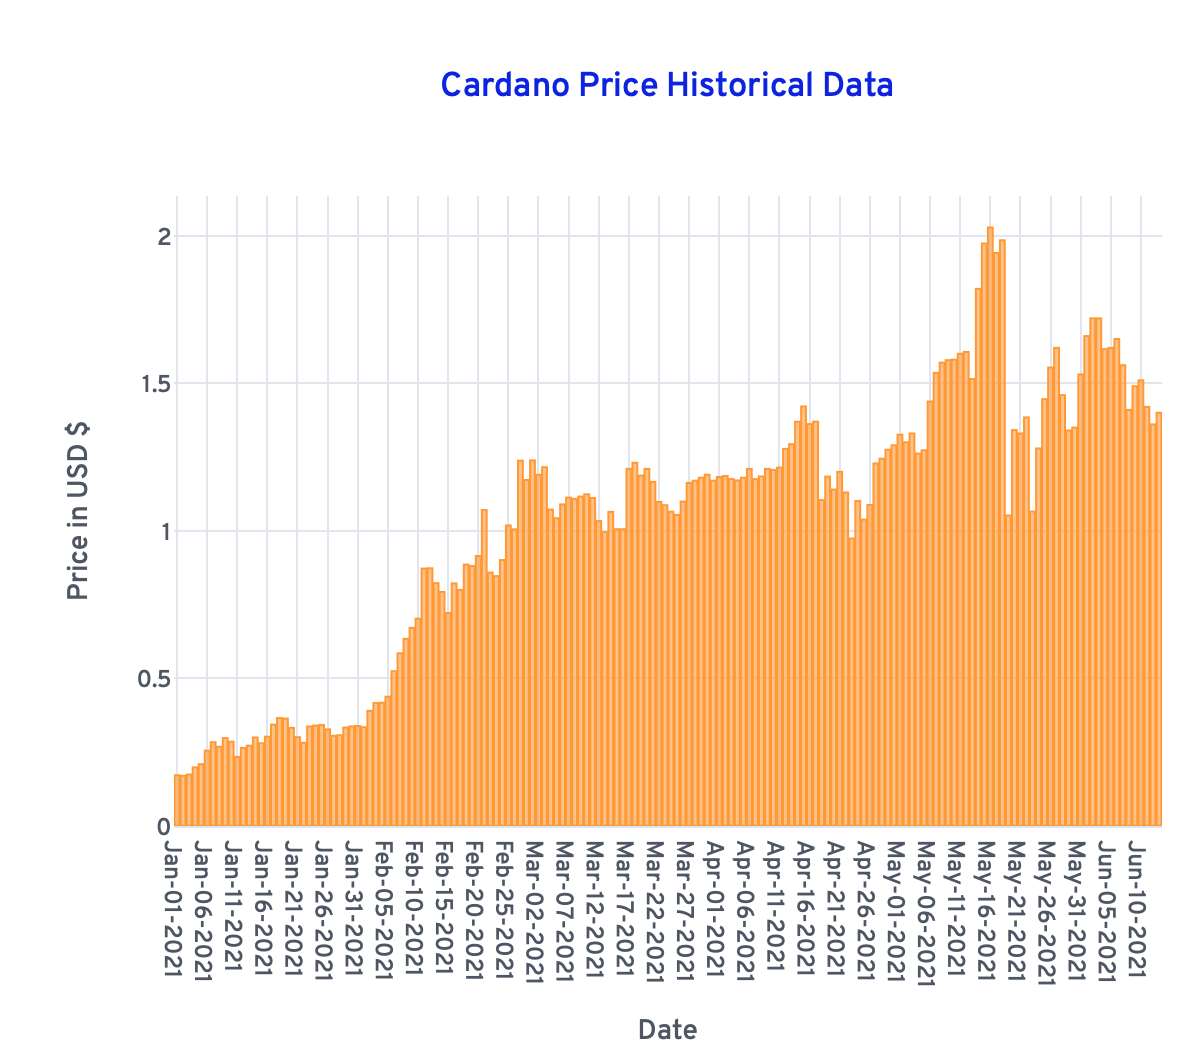 Cardano Price Historical Data
Price in USD $
2
1.5
1
0.5
0
Jan-01-2021
Jan-06-2021
Jan-11-2021
Jan-16-2021
Jan-21-2021
Jan-26-2021
Jan-31-2021
Feb-05-2021
Feb-10-2021
Feb-15-2021
Feb-20-2021
Feb-25-2021
Mar-02-2021
Mar-07-2021
Mar-12-2021
Mar-17-2021
Mar-22-2021
Mar-27-2021
Apr-01-2021
Apr-06-2021
Apr-11-2021
Apr-16-2021
Apr-21-2021
Apr-26-2021
May-01-2021
May-06-2021
May-11-2021
May-16-2021
May-21-2021
May-26-2021
May-31-2021
Jun-05-2021
Jun-10-2021
Date